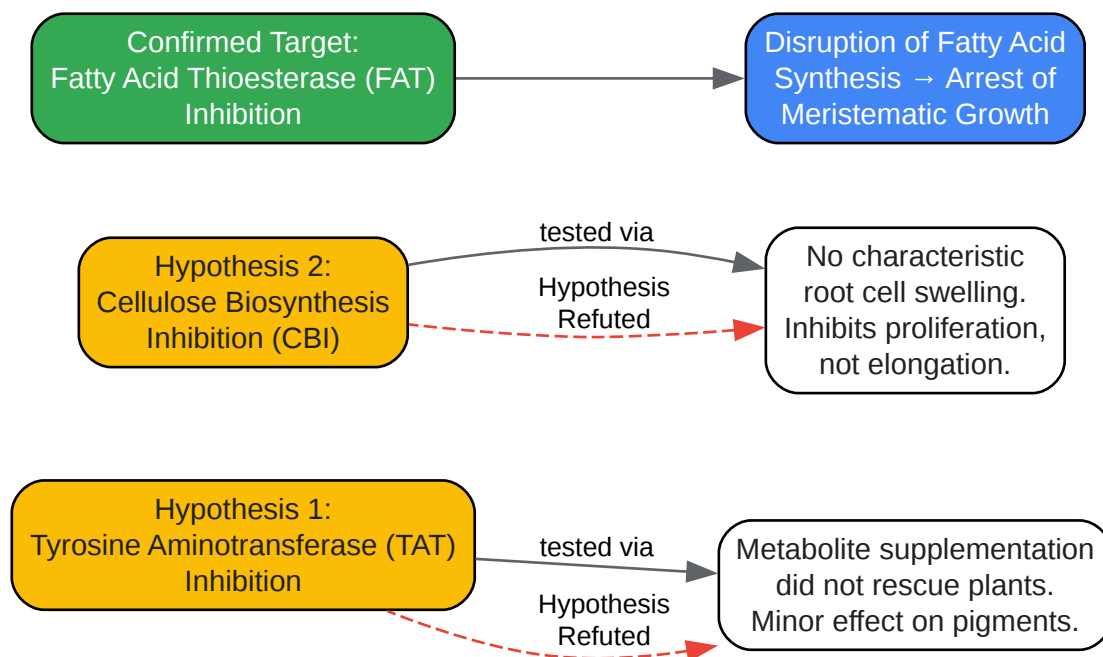 Confirmed Target:
Fatty Acid Thioesterase (FAT)
Inhibition
Disruption of Fatty Acid
Synthesis → Arrest of
Meristematic Growth
Hypothesis 2:
Cellulose Biosynthesis
Inhibition (CBI)
tested via
Hypothesis
Refuted
No characteristic
root cell swelling.
Inhibits proliferation,
not elongation.
Hypothesis 1:
Tyrosine Aminotransferase (TAT)
Inhibition
tested via
Hypothesis
Refuted
Metabolite supplementation
did not rescue plants.
Minor effect on pigments.